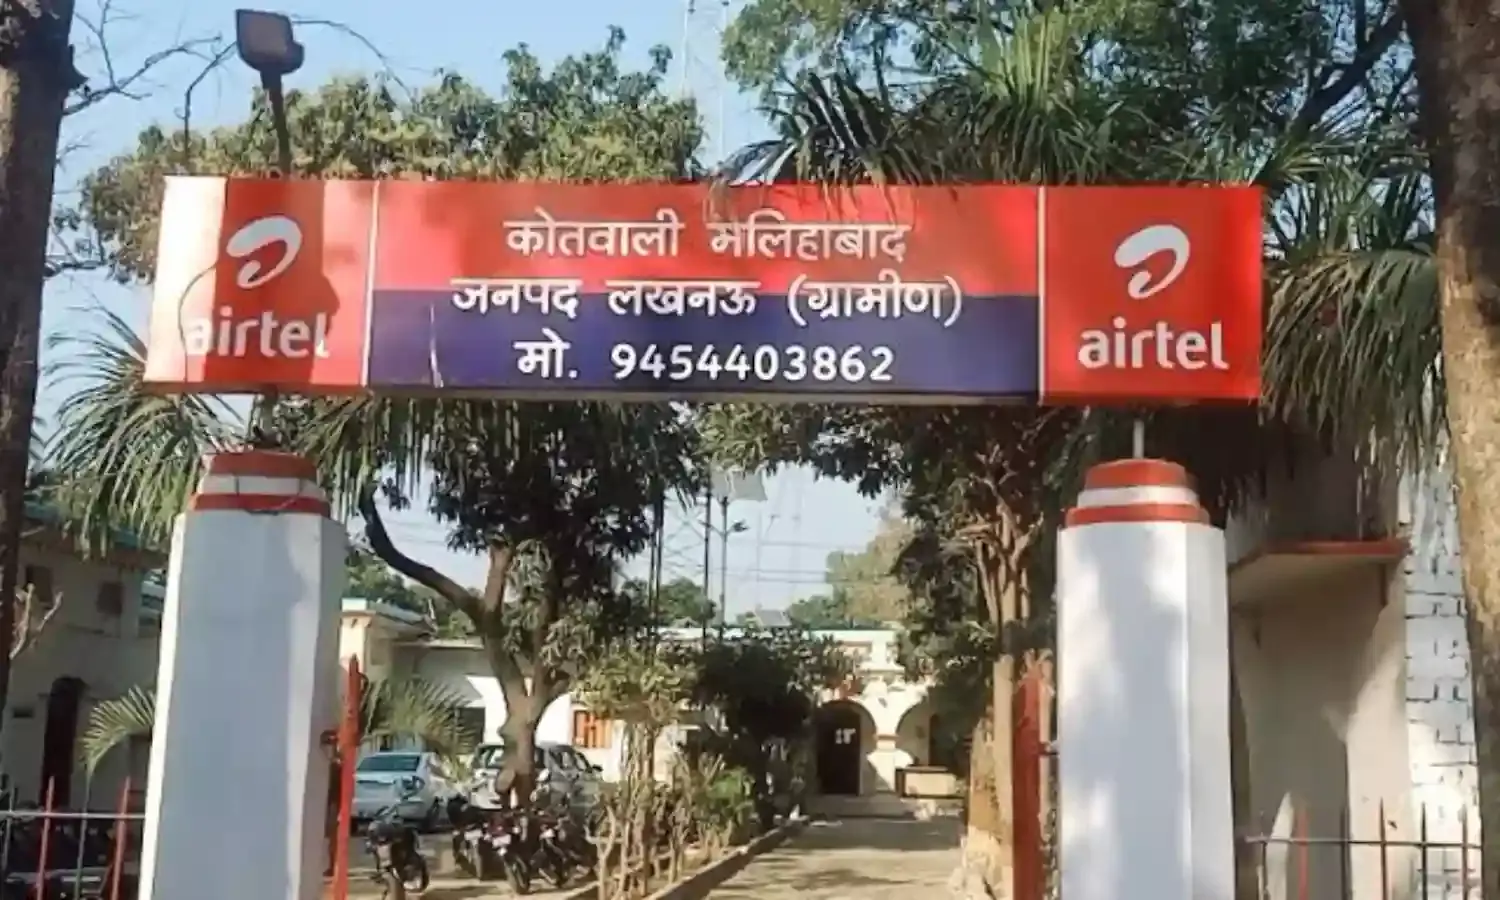 airtel
कोतवाली मलिहाबाद
जनपद लखनऊ (ग्रामीण)
मो. 9454403862
airtel